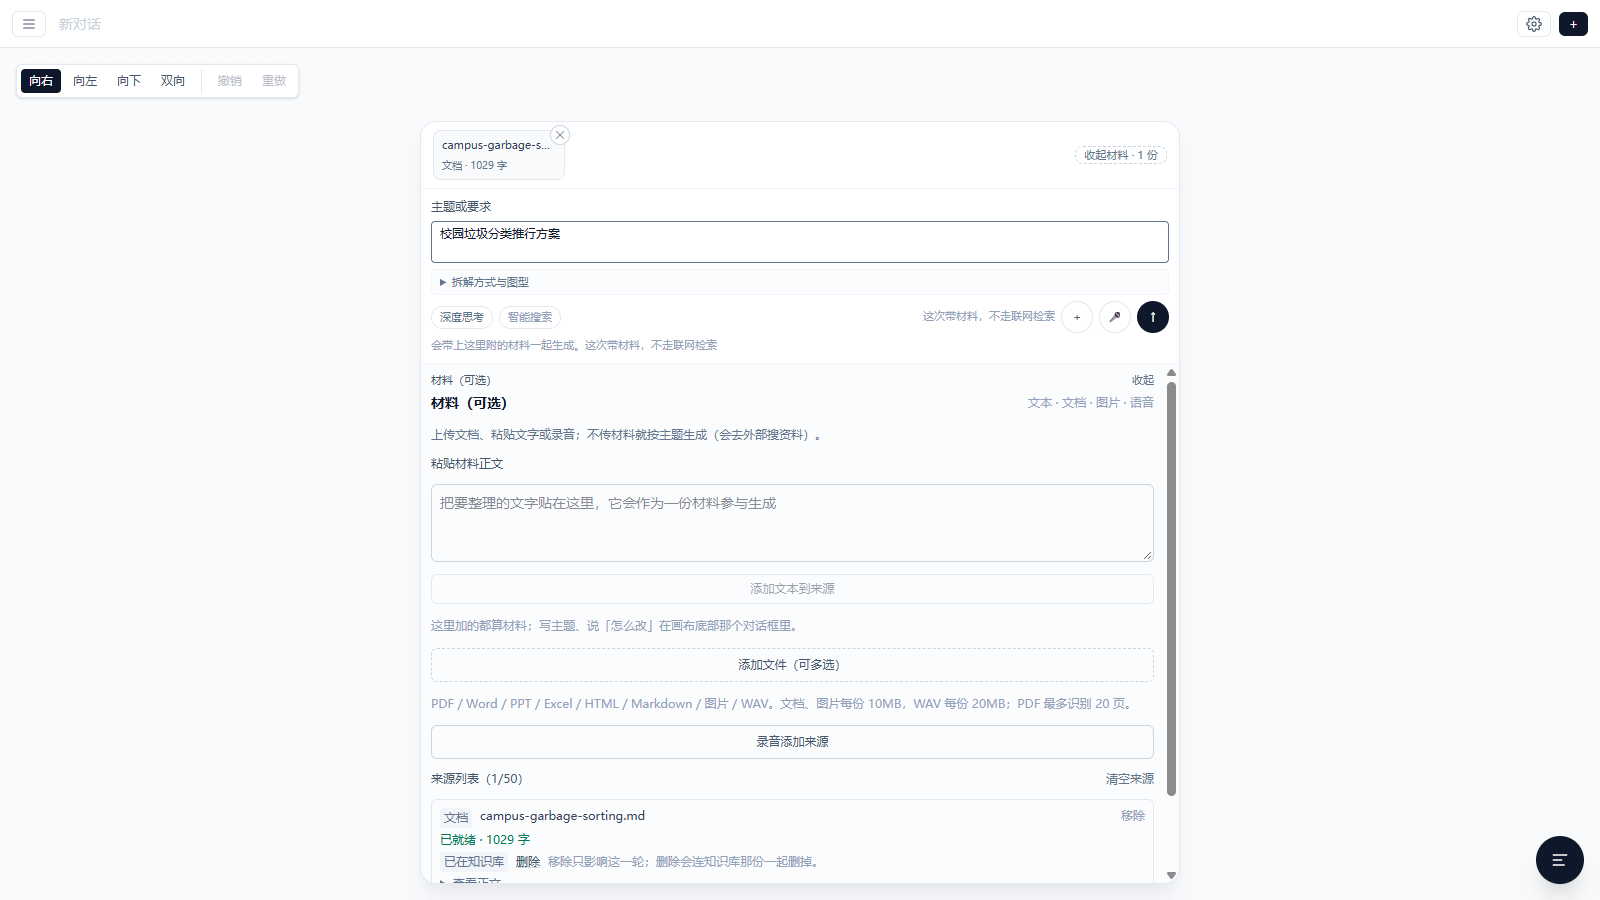 新对话
+
向右 向左 向下 双向 撤销 重做
campus-garbage-s...
文档 · 1029 字
收起材料 · 1 份
主题或要求
校园垃圾分类推行方案
拆解方式与图型
深度思考 智能搜索 这次带材料，不走联网检索 +
会带上这里附的材料一起生成。这次带材料，不走联网检索
材料（可选） 收起
材料（可选） 文本 · 文档 · 图片 · 语音
上传文档、粘贴文字或录音；不传材料就按主题生成（会去外部搜资料）。
粘贴材料正文
把要整理的文字贴在这里，它会作为一份材料参与生成
添加文本到来源
这里加的都算材料；写主题、说「怎么改」在画布底部那个对话框里。
添加文件（可多选）
PDF / Word / PPT / Excel / HTML / Markdown / 图片 / WAV。文档、图片每份 10MB，WAV 每份 20MB；PDF 最多识别 20 页。
录音添加来源
来源列表（1/50） 清空来源
文档 campus-garbage-sorting.md 移除
已就绪 · 1029 字
已在知识库 删除 移除只影响这一轮；删除会连知识库那份一起删掉。
查看正文